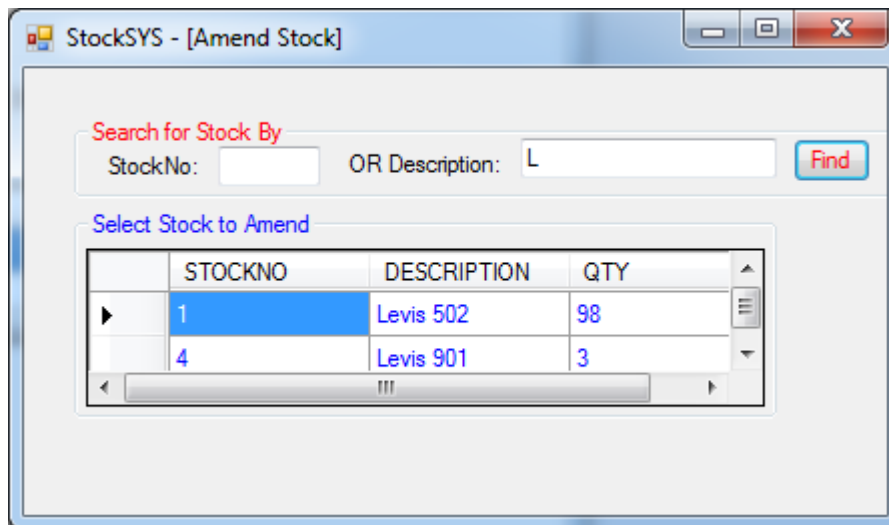 StockSYS - [Amend Stock]
Search for Stock By
StockNo: OR Description: L Find
Select Stock to Amend
STOCKNO DESCRIPTION QTY
1 Levis 502 98
4 Levis 901 3